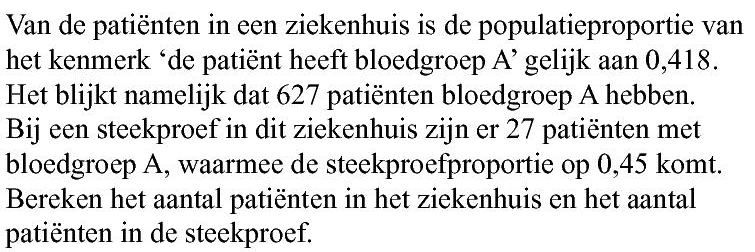 Van de patiënten in een ziekenhuis is de populatieproportie van
het kenmerk ‘de patiënt heeft bloedgroep A’ gelijk aan 0,418.
Het blijkt namelijk dat 627 patiënten bloedgroep A hebben.
Bij een steekproef in dit ziekenhuis zijn er 27 patiënten met
bloedgroep A, waarmee de steekproefproportie op 0,45 komt.
Bereken het aantal patiënten in het ziekenhuis en het aantal
patiënten in de steekproef.